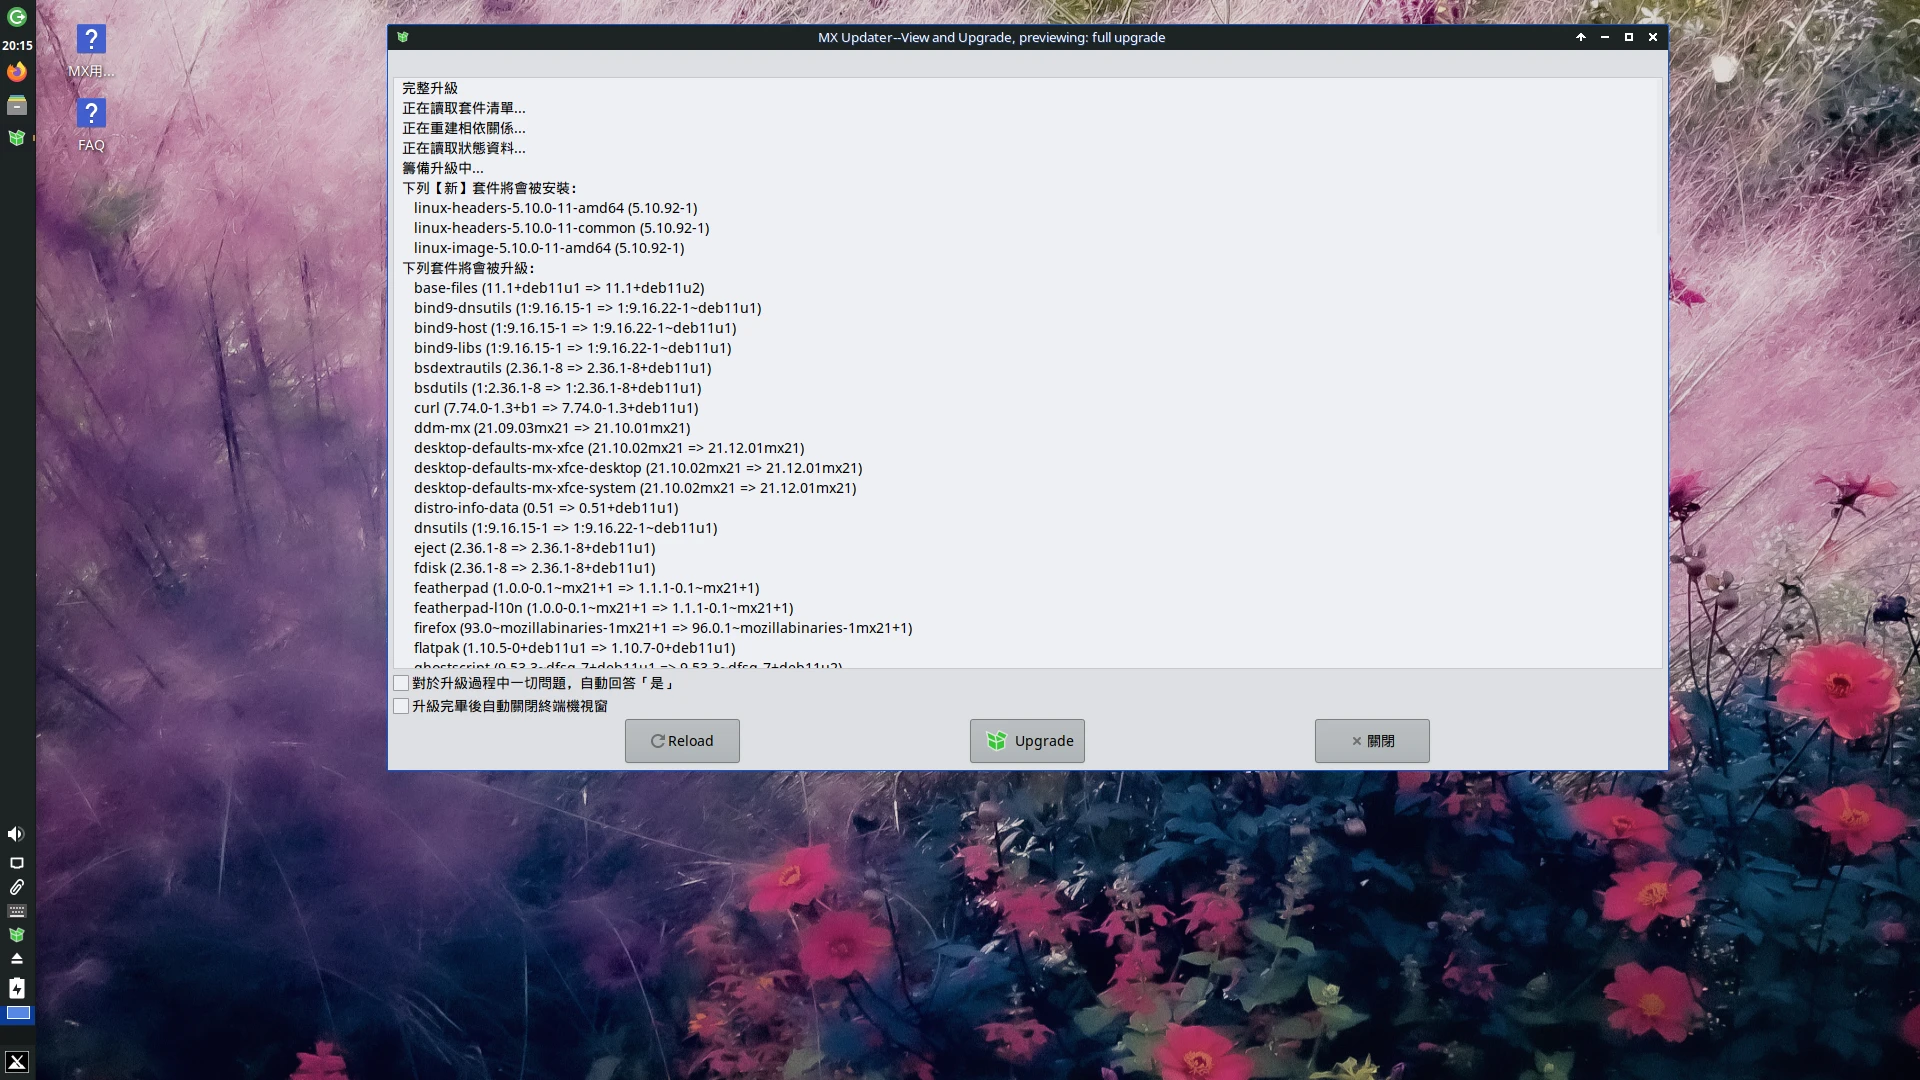 20:15
MX用...
FAQ
MX Updater--View and Upgrade, previewing: full upgrade
完整升級
正在讀取套件清單...
正在重建相依關係...
正在讀取狀態資料...
籌備升級中...
下列【新】套件將會被安裝：
linux-headers-5.10.0-11-amd64 (5.10.92-1)
linux-headers-5.10.0-11-common (5.10.92-1)
linux-image-5.10.0-11-amd64 (5.10.92-1)
下列套件將會被升級：
base-files (11.1+deb11u1 => 11.1+deb11u2)
bind9-dnsutils (1:9.16.15-1 => 1:9.16.22-1~deb11u1)
bind9-host (1:9.16.15-1 => 1:9.16.22-1~deb11u1)
bind9-libs (1:9.16.15-1 => 1:9.16.22-1~deb11u1)
bsdextrautils (2.36.1-8 => 2.36.1-8+deb11u1)
bsdutils (1:2.36.1-8 => 1:2.36.1-8+deb11u1)
curl (7.74.0-1.3+b1 => 7.74.0-1.3+deb11u1)
ddm-mx (21.09.03mx21 => 21.10.01mx21)
desktop-defaults-mx-xfce (21.10.02mx21 => 21.12.01mx21)
desktop-defaults-mx-xfce-desktop (21.10.02mx21 => 21.12.01mx21)
desktop-defaults-mx-xfce-system (21.10.02mx21 => 21.12.01mx21)
distro-info-data (0.51 => 0.51+deb11u1)
dnsutils (1:9.16.15-1 => 1:9.16.22-1~deb11u1)
eject (2.36.1-8 => 2.36.1-8+deb11u1)
fdisk (2.36.1-8 => 2.36.1-8+deb11u1)
featherpad (1.0.0-0.1~mx21+1 => 1.1.1-0.1~mx21+1)
featherpad-l10n (1.0.0-0.1~mx21+1 => 1.1.1-0.1~mx21+1)
firefox (93.0~mozillabinaries-1mx21+1 => 96.0.1~mozillabinaries-1mx21+1)
flatpak (1.10.5-0+deb11u1 => 1.10.7-0+deb11u1)
ghostscript (9.53.3~dfsg-7+deb11u1 => 9.53.3~dfsg-7+deb11u2)
對於升級過程中一切問題，自動回答「是」
升級完畢後自動關閉終端機視窗
Reload
Upgrade
關閉